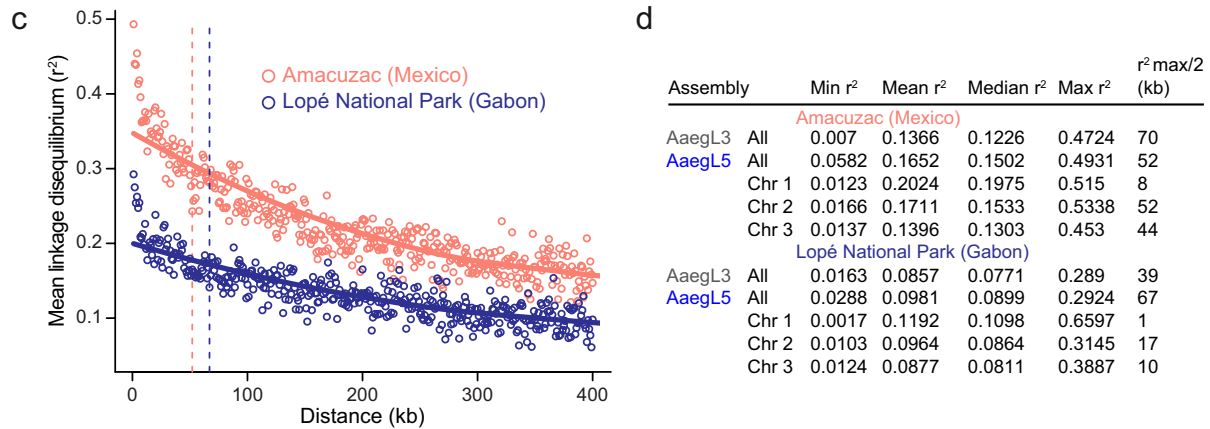 c
0.5
0.4
0.3
0.2
0.1
Mean linkage disequilibrium (r²)
Amacuzac (Mexico)
Lopé National Park (Gabon)
0 100 200 300 400
Distance (kb)
d
Assembly Min r² Mean r² Median r² Max r² r² max/2 (kb)
Amacuzac (Mexico)
AaegL3 All 0.007 0.1366 0.1226 0.4724 70
AaegL5 All 0.0582 0.1652 0.1502 0.4931 52
Chr 1 0.0123 0.2024 0.1975 0.515 8
Chr 2 0.0166 0.1711 0.1533 0.5338 52
Chr 3 0.0137 0.1396 0.1303 0.453 44
Lopé National Park (Gabon)
AaegL3 All 0.0163 0.0857 0.0771 0.289 39
AaegL5 All 0.0288 0.0981 0.0899 0.2924 67
Chr 1 0.0017 0.1192 0.1098 0.6597 1
Chr 2 0.0103 0.0964 0.0864 0.3145 17
Chr 3 0.0124 0.0877 0.0811 0.3887 10